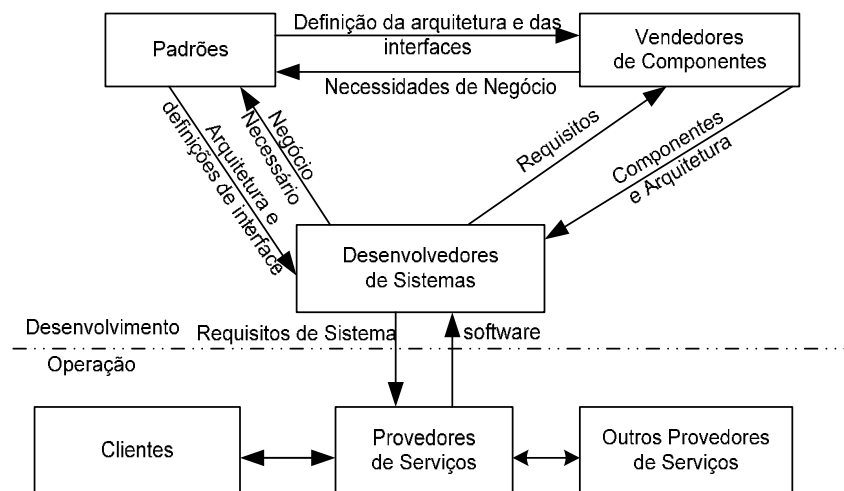 Definição da arquitetura e das
interfaces
Padrões
Vendedores
de Componentes
Necessidades de Negócio
Arquitetura e
definições de interface
Negócio
Necessário
Requisitos
Componentes
e Arquitetura
Desenvolvedores
de Sistemas
Desenvolvimento
Requisitos de Sistema
software
Operação
Clientes
Provedores
de Serviços
Outros Provedores
de Serviços